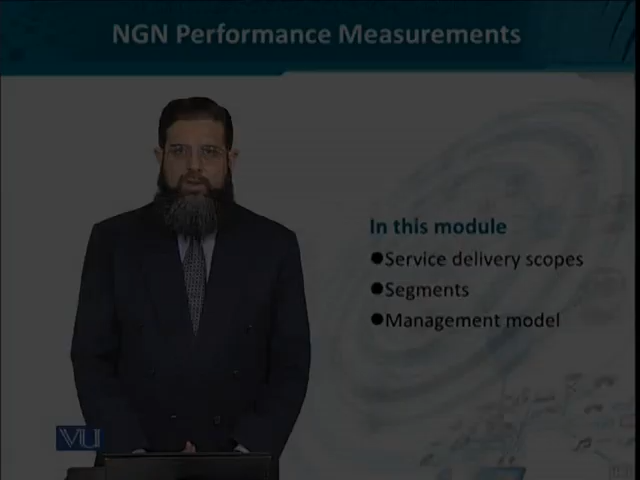 NGN Performance Measurements
In this module
●Service delivery scopes
●Segments
●Management model
VU